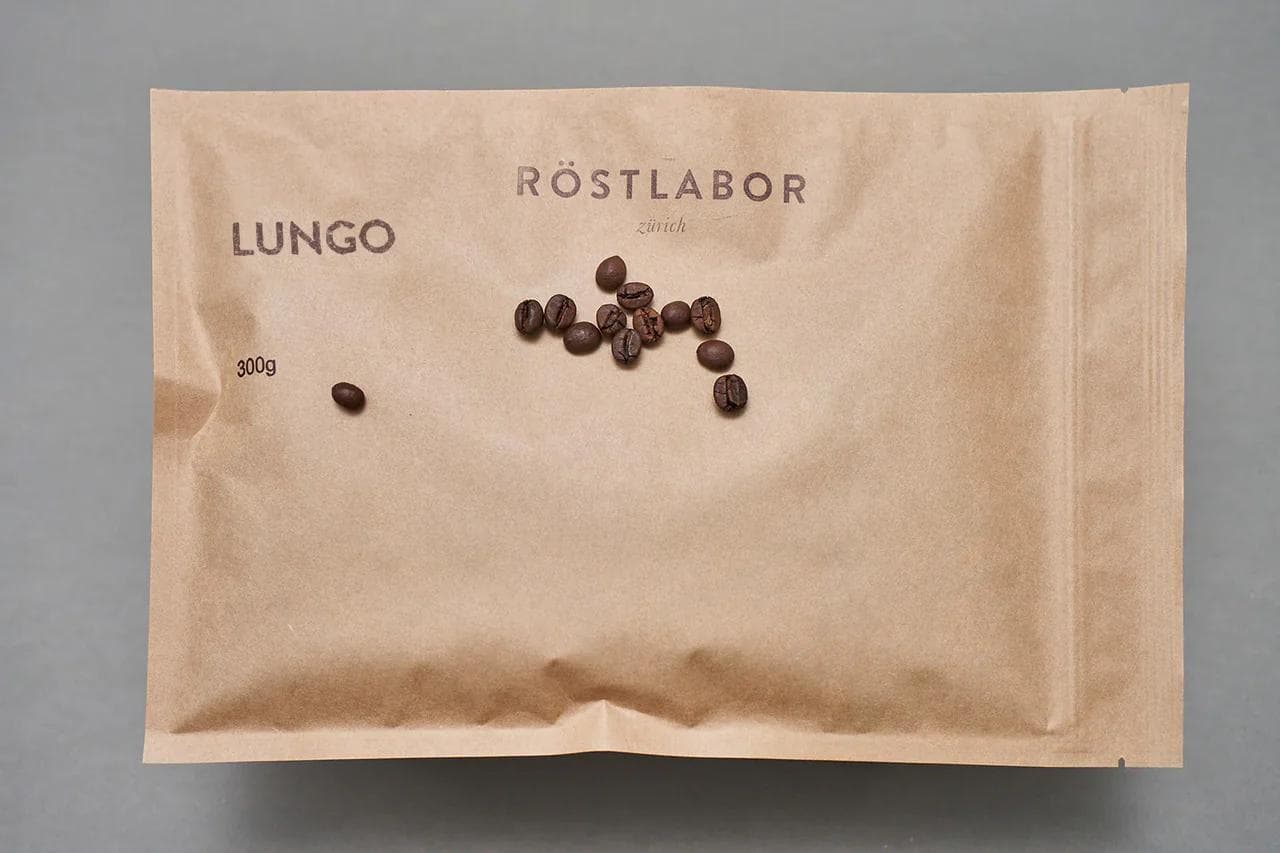 RÖSTLABOR
zürich
LUNGO
300g